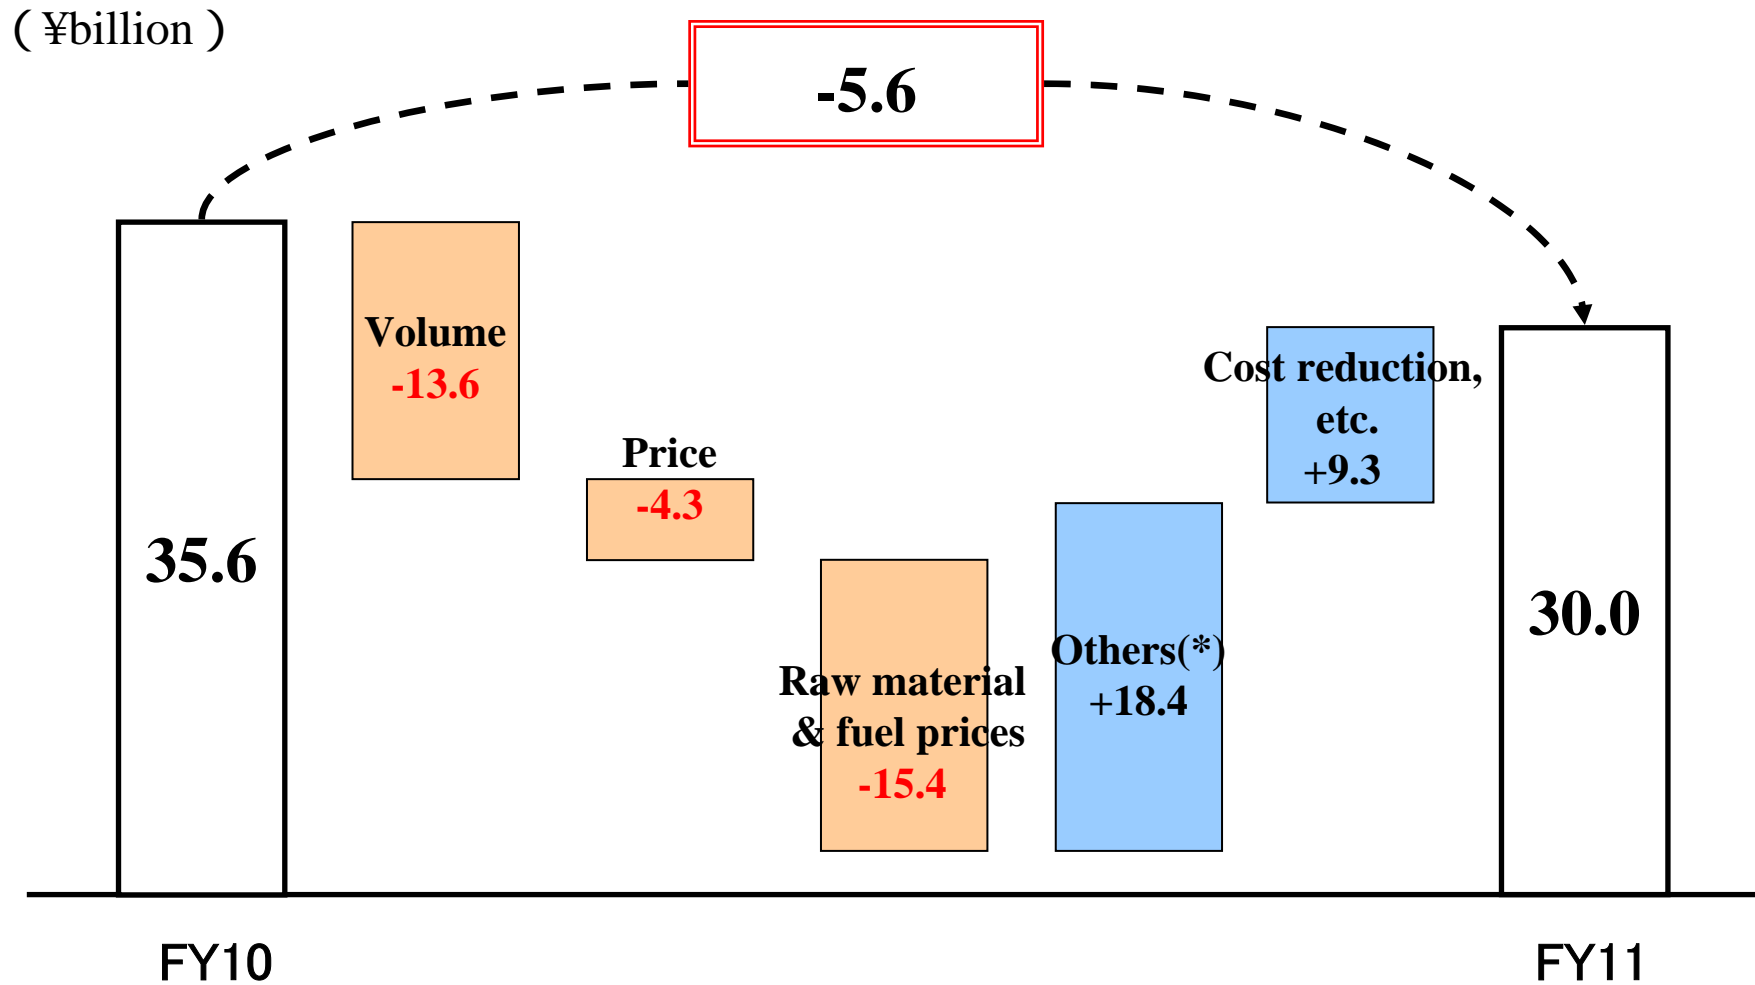 （¥billion）
-5.6
Volume
-13.6
Price
-4.3
Cost reduction,
etc.
+9.3
35.6
30.0
Raw material
& fuel prices
-15.4
Others(*)
+18.4
FY10
FY11